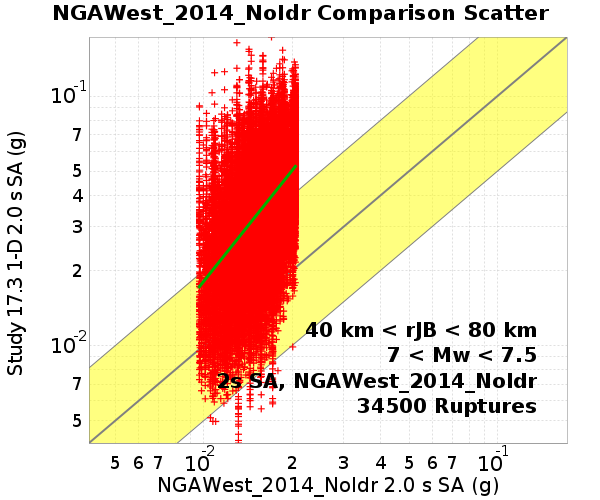 NGAWest_2014_NoIdr Comparison Scatter
Study 17.3 1-D 2.0 s SA (g)
10-1
7
5
4
3
2
10-2
7
5
40 km < rJB < 80 km
7 < Mw < 7.5
2s SA, NGAWest_2014_NoIdr
34500 Ruptures
5 6 7 10-2 2 3 4 5 6 7 10-1
NGAWest_2014_NoIdr 2.0 s SA (g)